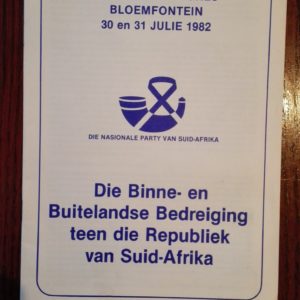 BLOEMFONTEIN
30 en 31 JULIE 1982
DIE NASIONALE PARTY VAN SUID-AFRIKA
Die Binne- en
Buitelandse Bedreiging
teen die Republiek
van Suid-Afrika